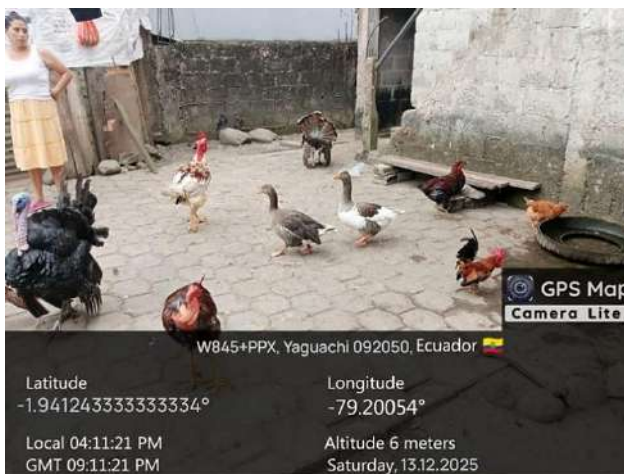 GPS Map
Camera Lite
W845+PPX, Yaguachi 092050, Ecuador
Latitude
-1.941243333333334°
Longitude
-79.20054°
Local 04:11:21 PM
GMT 09:11:21 PM
Altitude 6 meters
Saturday, 13.12.2025